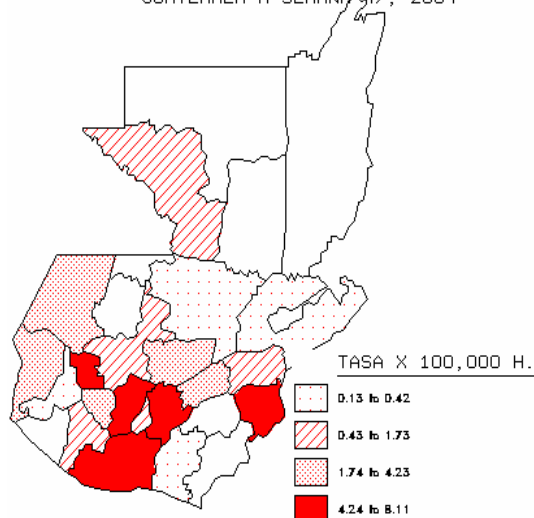 TASA X 100,000 H.
0.13 to 0.42
0.43 to 1.73
1.74 to 4.23
4.24 to 8.11